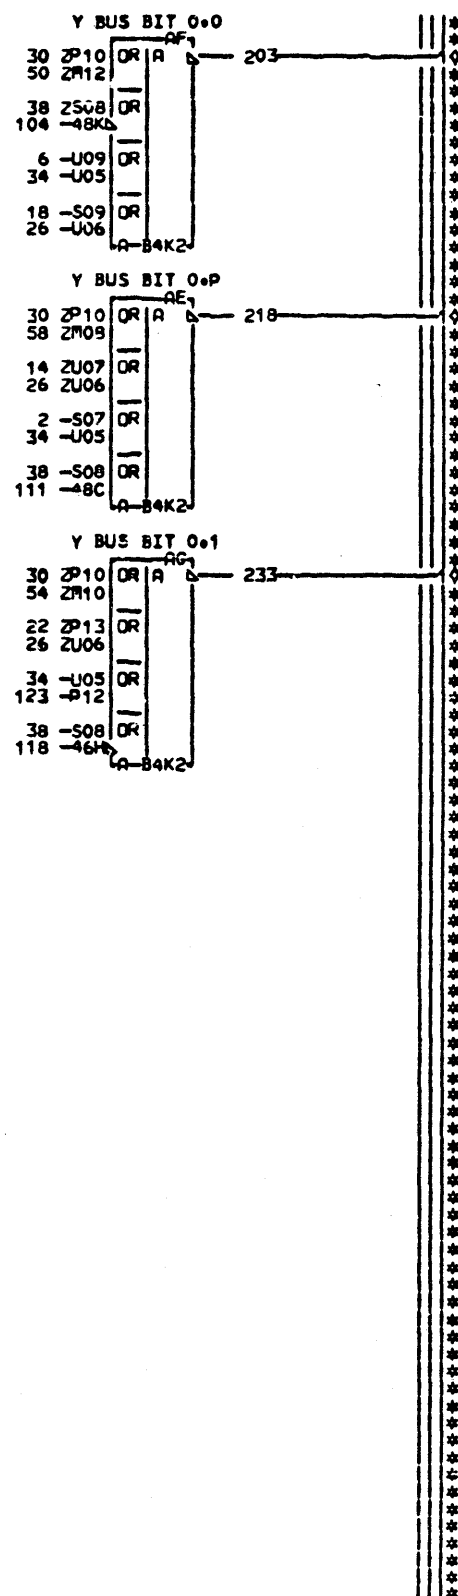 Y BUS BIT 0.0
AF
30 ZP10 OR A 203
50 ZM12
38 ZS08 OR
104 -48K
6 -U09 OR
34 -U05
18 -S09 OR
26 -U06
A-B4K2
Y BUS BIT 0.P
AE
30 ZP10 OR A 218
58 ZM09
14 ZU07 OR
26 ZU06
2 -S07 OR
34 -U05
38 -S08 OR
111 -48C
A-B4K2
Y BUS BIT 0.1
AG
30 ZP10 OR A 233
54 ZM10
22 ZP13 OR
26 ZU06
34 -U05 OR
123 -P12
38 -S08 OR
118 -46H
A-B4K2